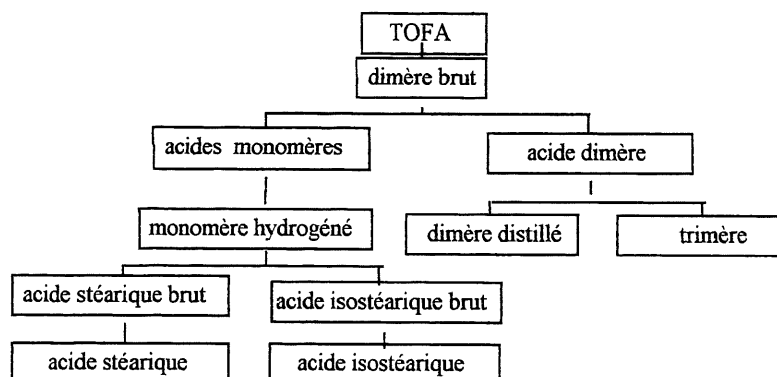 TOFA
dimère brut
acides monomères
acide dimère
monomère hydrogéné
dimère distillé
trimère
acide stéarique brut
acide isostéarique brut
acide stéarique
acide isostéarique